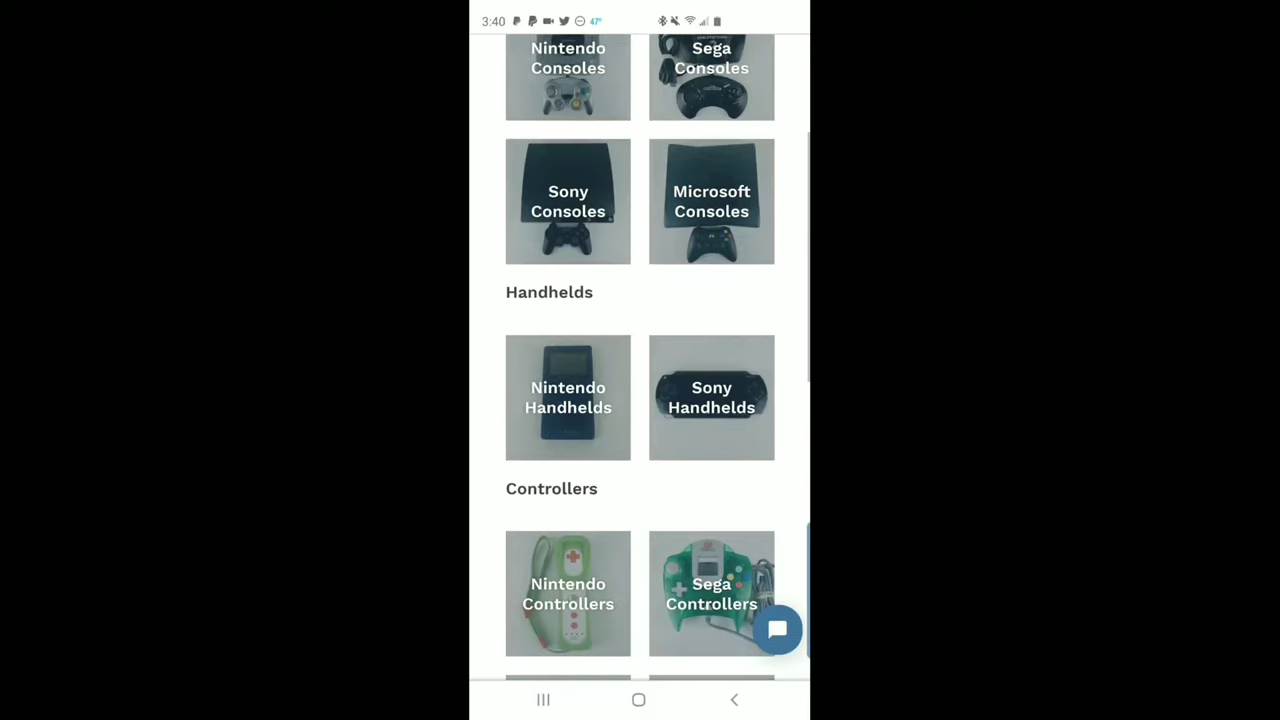 3:40
47°
Nintendo
Consoles
Sega
Consoles
Sony
Consoles
Microsoft
Consoles
Handhelds
Nintendo
Handhelds
Sony
Handhelds
Controllers
Nintendo
Controllers
Sega
Controllers